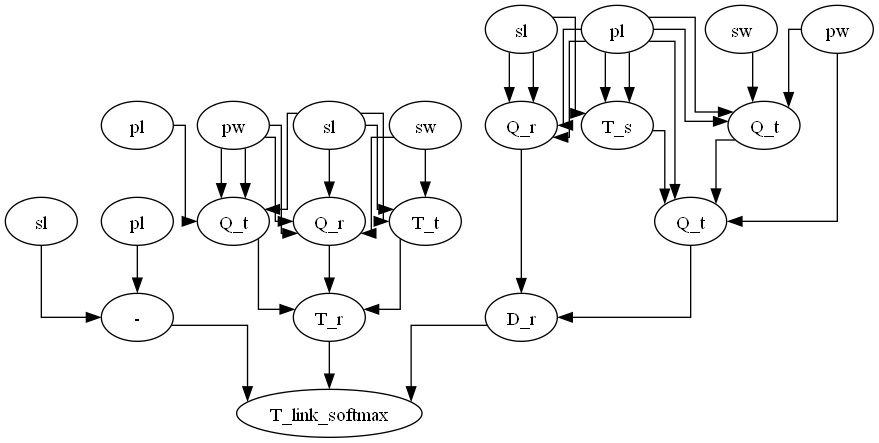 sl
pl
sw
pw
pl
pw
sl
sw
Q_r
T_s
Q_t
sl
pl
Q_t
Q_r
T_t
Q_t
-
T_r
D_r
T_link_softmax